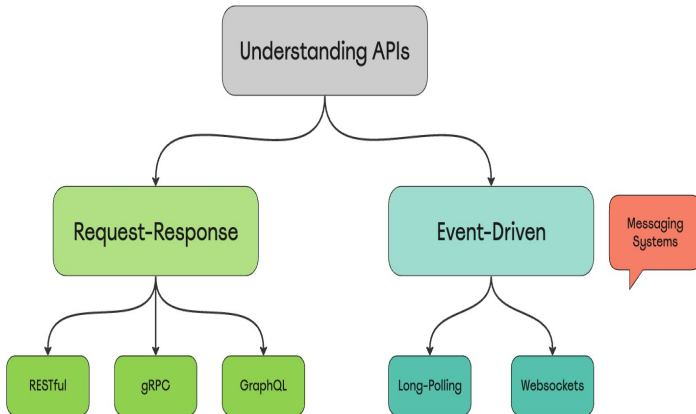 Understanding APIs
Request-Response
Event-Driven
Messaging
Systems
RESTful
gRPC
GraphQL
Long-Polling
Websockets